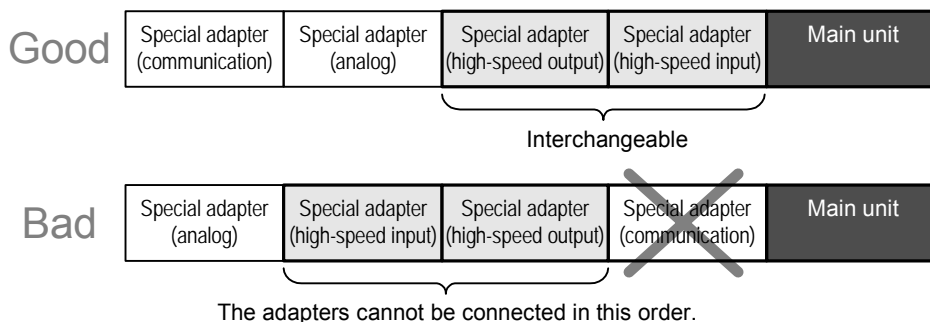 Good
Special adapter
(communication)
Special adapter
(analog)
Special adapter
(high-speed output)
Special adapter
(high-speed input)
Main unit
Interchangeable
Bad
Special adapter
(analog)
Special adapter
(high-speed input)
Special adapter
(high-speed output)
Special adapter
(communication)
Main unit
The adapters cannot be connected in this order.